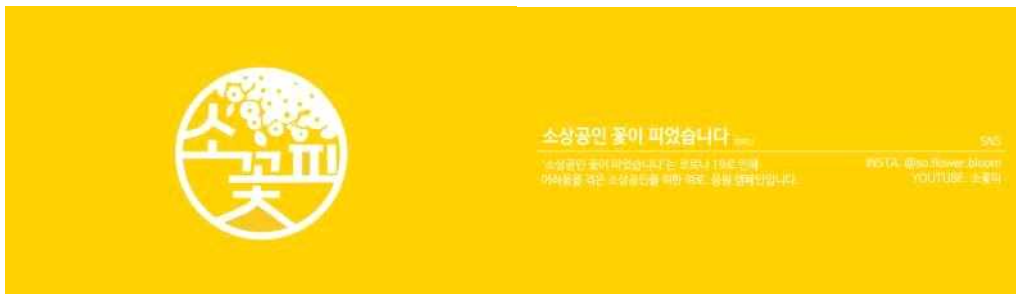 소꽃피
소상공인 꽃이 피었습니다
SNS
'소상공인 꽃이 피었습니다'는 코로나 19로 인해
어려움을 겪은 소상공인을 위한 위로, 응원 캠페인입니다.
INSTA. @so.flower.bloom
YOUTUBE. 소꽃피